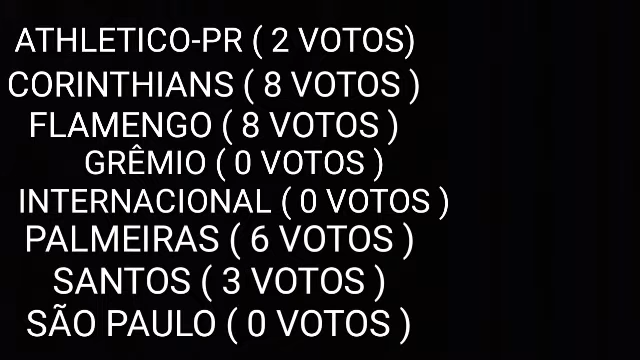 ATHLETICO-PR ( 2 VOTOS)
CORINTHIANS ( 8 VOTOS )
FLAMENGO ( 8 VOTOS )
GRÊMIO ( 0 VOTOS )
INTERNACIONAL ( 0 VOTOS )
PALMEIRAS ( 6 VOTOS )
SANTOS ( 3 VOTOS )
SÃO PAULO ( 0 VOTOS )